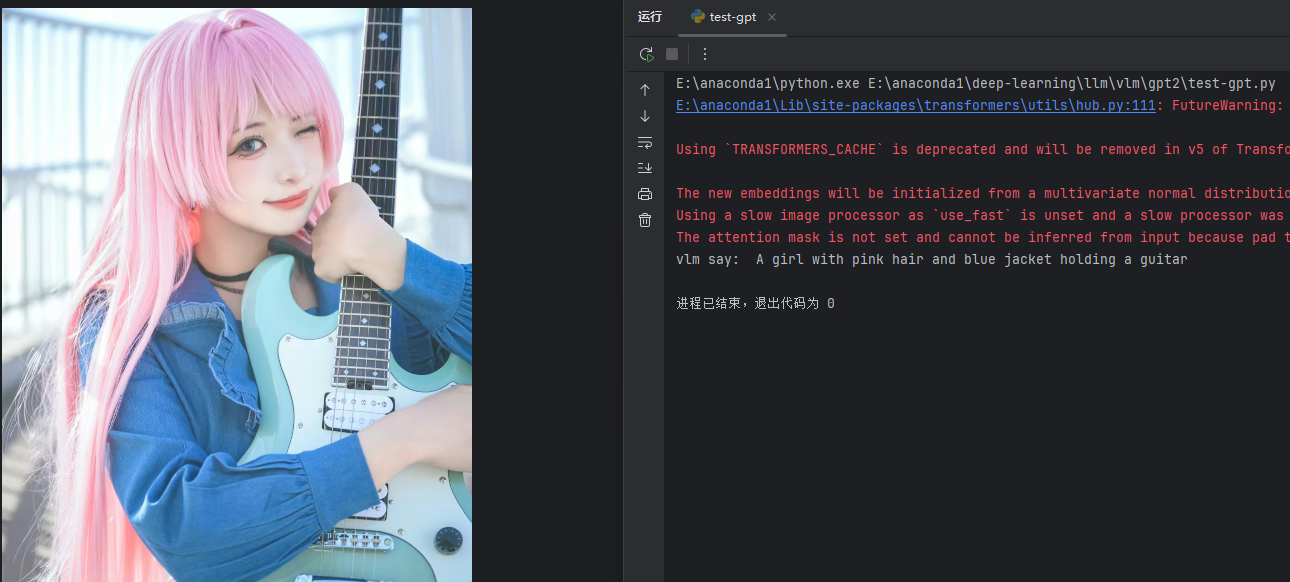 运行
test-gpt
E:\anaconda1\python.exe E:\anaconda1\deep-learning\llm\vlm\gpt2\test-gpt.py
E:\anaconda1\Lib\site-packages\transformers\utils\hub.py:111: FutureWarning:
Using `TRANSFORMERS_CACHE` is deprecated and will be removed in v5 of Transfo
The new embeddings will be initialized from a multivariate normal distributio
Using a slow image processor as `use_fast` is unset and a slow processor was
The attention mask is not set and cannot be inferred from input because pad t
vlm say:  A girl with pink hair and blue jacket holding a guitar
进程已结束，退出代码为 0